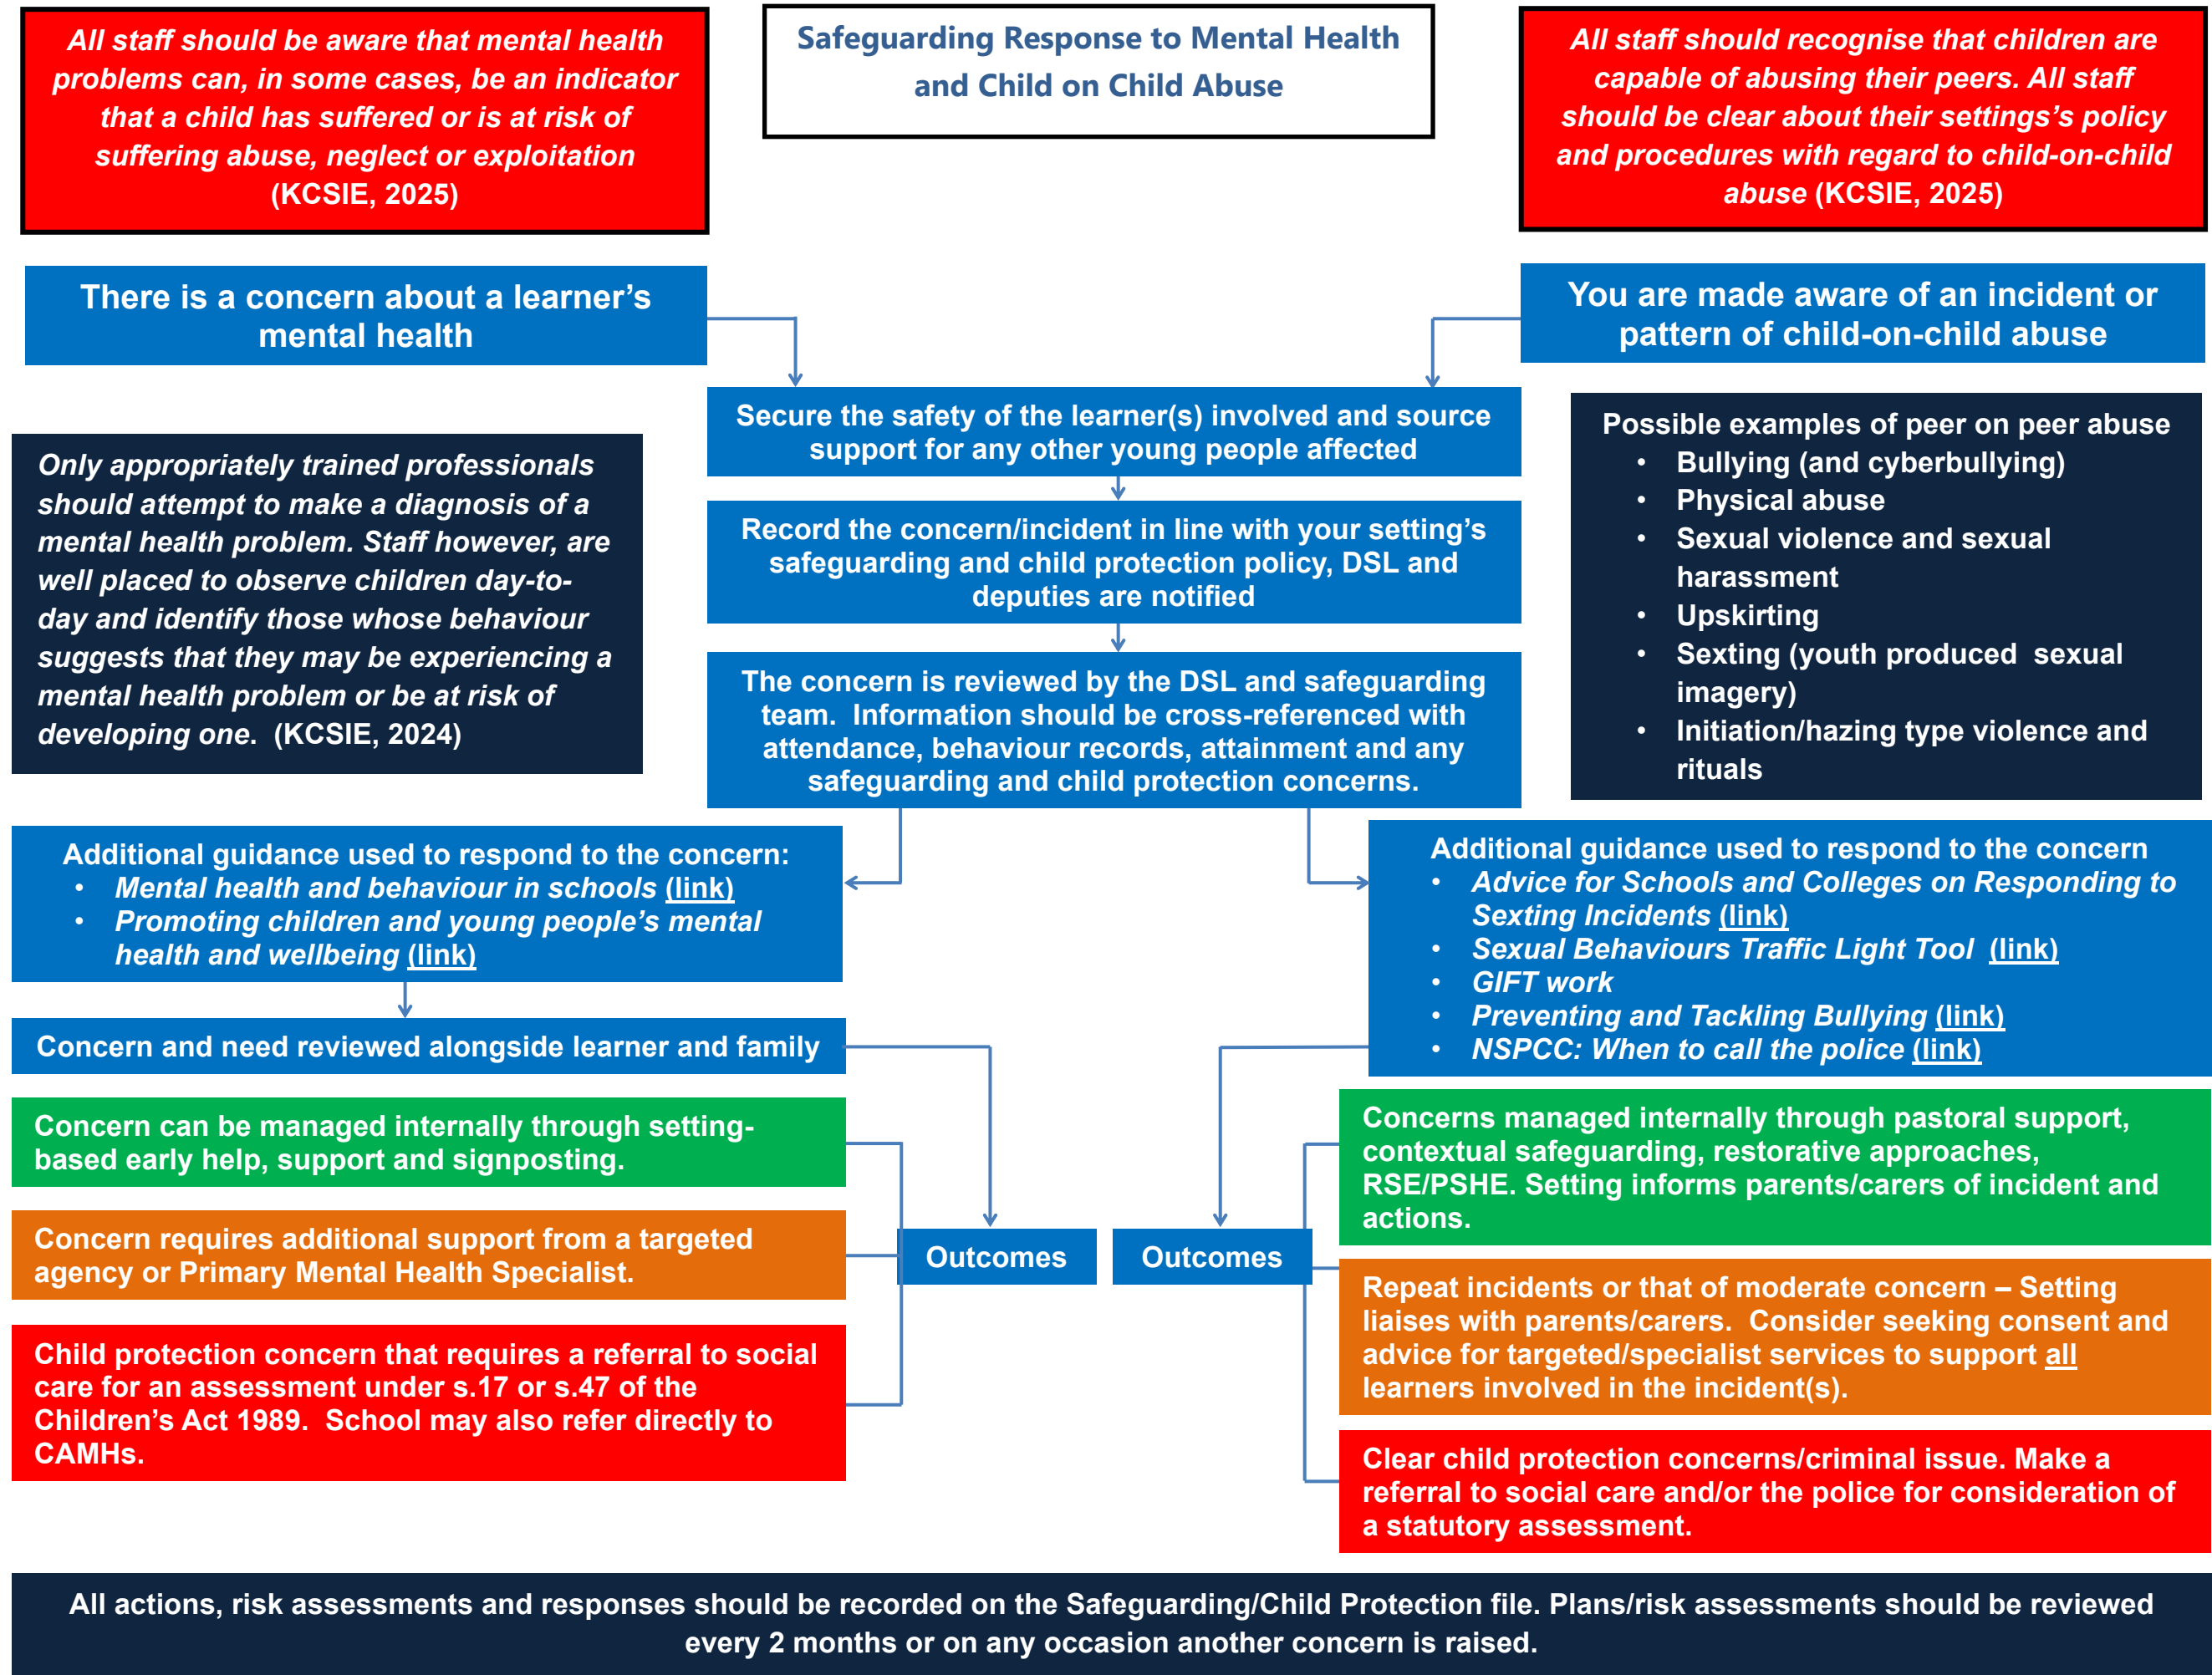 All staff should be aware that mental health
problems can, in some cases, be an indicator
that a child has suffered or is at risk of
suffering abuse, neglect or exploitation
(KCSIE, 2025)
Safeguarding Response to Mental Health
and Child on Child Abuse
All staff should recognise that children are
capable of abusing their peers. All staff
should be clear about their settings's policy
and procedures with regard to child-on-child
abuse (KCSIE, 2025)
There is a concern about a learner's
mental health
You are made aware of an incident or
pattern of child-on-child abuse
Secure the safety of the learner(s) involved and source
support for any other young people affected
Only appropriately trained professionals
should attempt to make a diagnosis of a
mental health problem. Staff however, are
well placed to observe children day-to-
day and identify those whose behaviour
suggests that they may be experiencing a
mental health problem or be at risk of
developing one.  (KCSIE, 2024)
Record the concern/incident in line with your setting's
safeguarding and child protection policy, DSL and
deputies are notified
The concern is reviewed by the DSL and safeguarding
team.  Information should be cross-referenced with
attendance, behaviour records, attainment and any
safeguarding and child protection concerns.
Possible examples of peer on peer abuse
• Bullying (and cyberbullying)
• Physical abuse
• Sexual violence and sexual
harassment
• Upskirting
• Sexting (youth produced  sexual
imagery)
• Initiation/hazing type violence and
rituals
Additional guidance used to respond to the concern:
• Mental health and behaviour in schools (link)
• Promoting children and young people's mental
health and wellbeing (link)
Additional guidance used to respond to the concern
• Advice for Schools and Colleges on Responding to
Sexting Incidents (link)
• Sexual Behaviours Traffic Light Tool  (link)
• GIFT work
• Preventing and Tackling Bullying (link)
• NSPCC: When to call the police (link)
Concern and need reviewed alongside learner and family
Concern can be managed internally through setting-
based early help, support and signposting.
Concern requires additional support from a targeted
agency or Primary Mental Health Specialist.
Child protection concern that requires a referral to social
care for an assessment under s.17 or s.47 of the
Children's Act 1989.  School may also refer directly to
CAMHs.
Outcomes
Outcomes
Concerns managed internally through pastoral support,
contextual safeguarding, restorative approaches,
RSE/PSHE. Setting informs parents/carers of incident and
actions.
Repeat incidents or that of moderate concern – Setting
liaises with parents/carers.  Consider seeking consent and
advice for targeted/specialist services to support all
learners involved in the incident(s).
Clear child protection concerns/criminal issue. Make a
referral to social care and/or the police for consideration of
a statutory assessment.
All actions, risk assessments and responses should be recorded on the Safeguarding/Child Protection file. Plans/risk assessments should be reviewed
every 2 months or on any occasion another concern is raised.